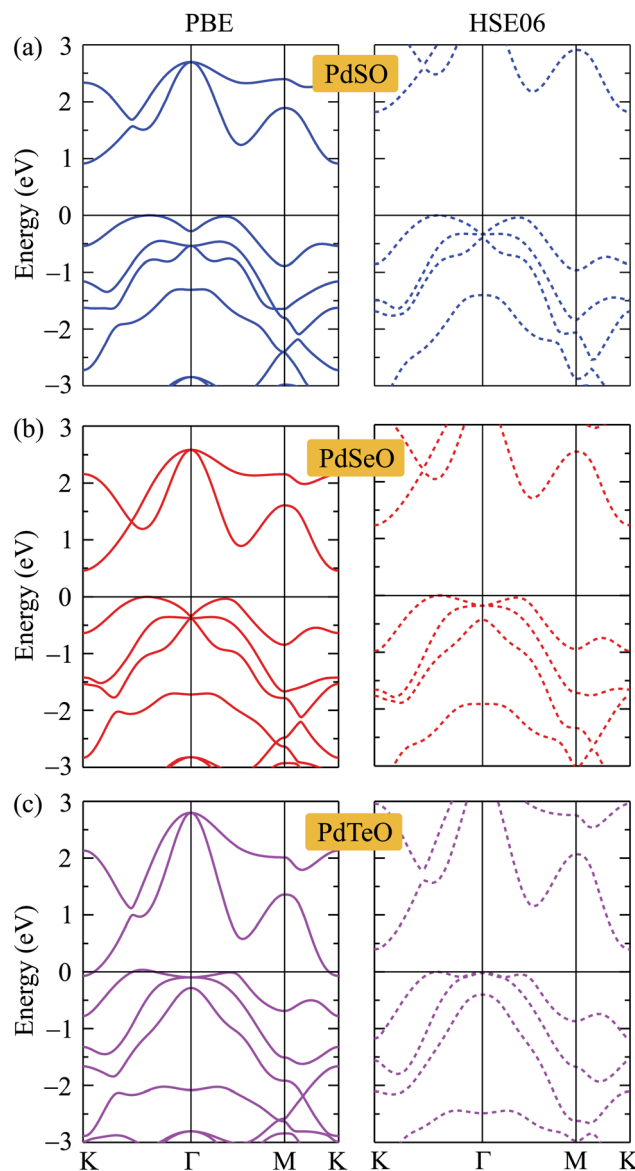 PBE HSE06
(a) PdSO
3
2
1
0
−1
−2
−3
Energy (eV)
(b) PdSeO
3
2
1
0
−1
−2
−3
Energy (eV)
(c) PdTeO
3
2
1
0
−1
−2
−3
Energy (eV)
K Γ M K K Γ M K